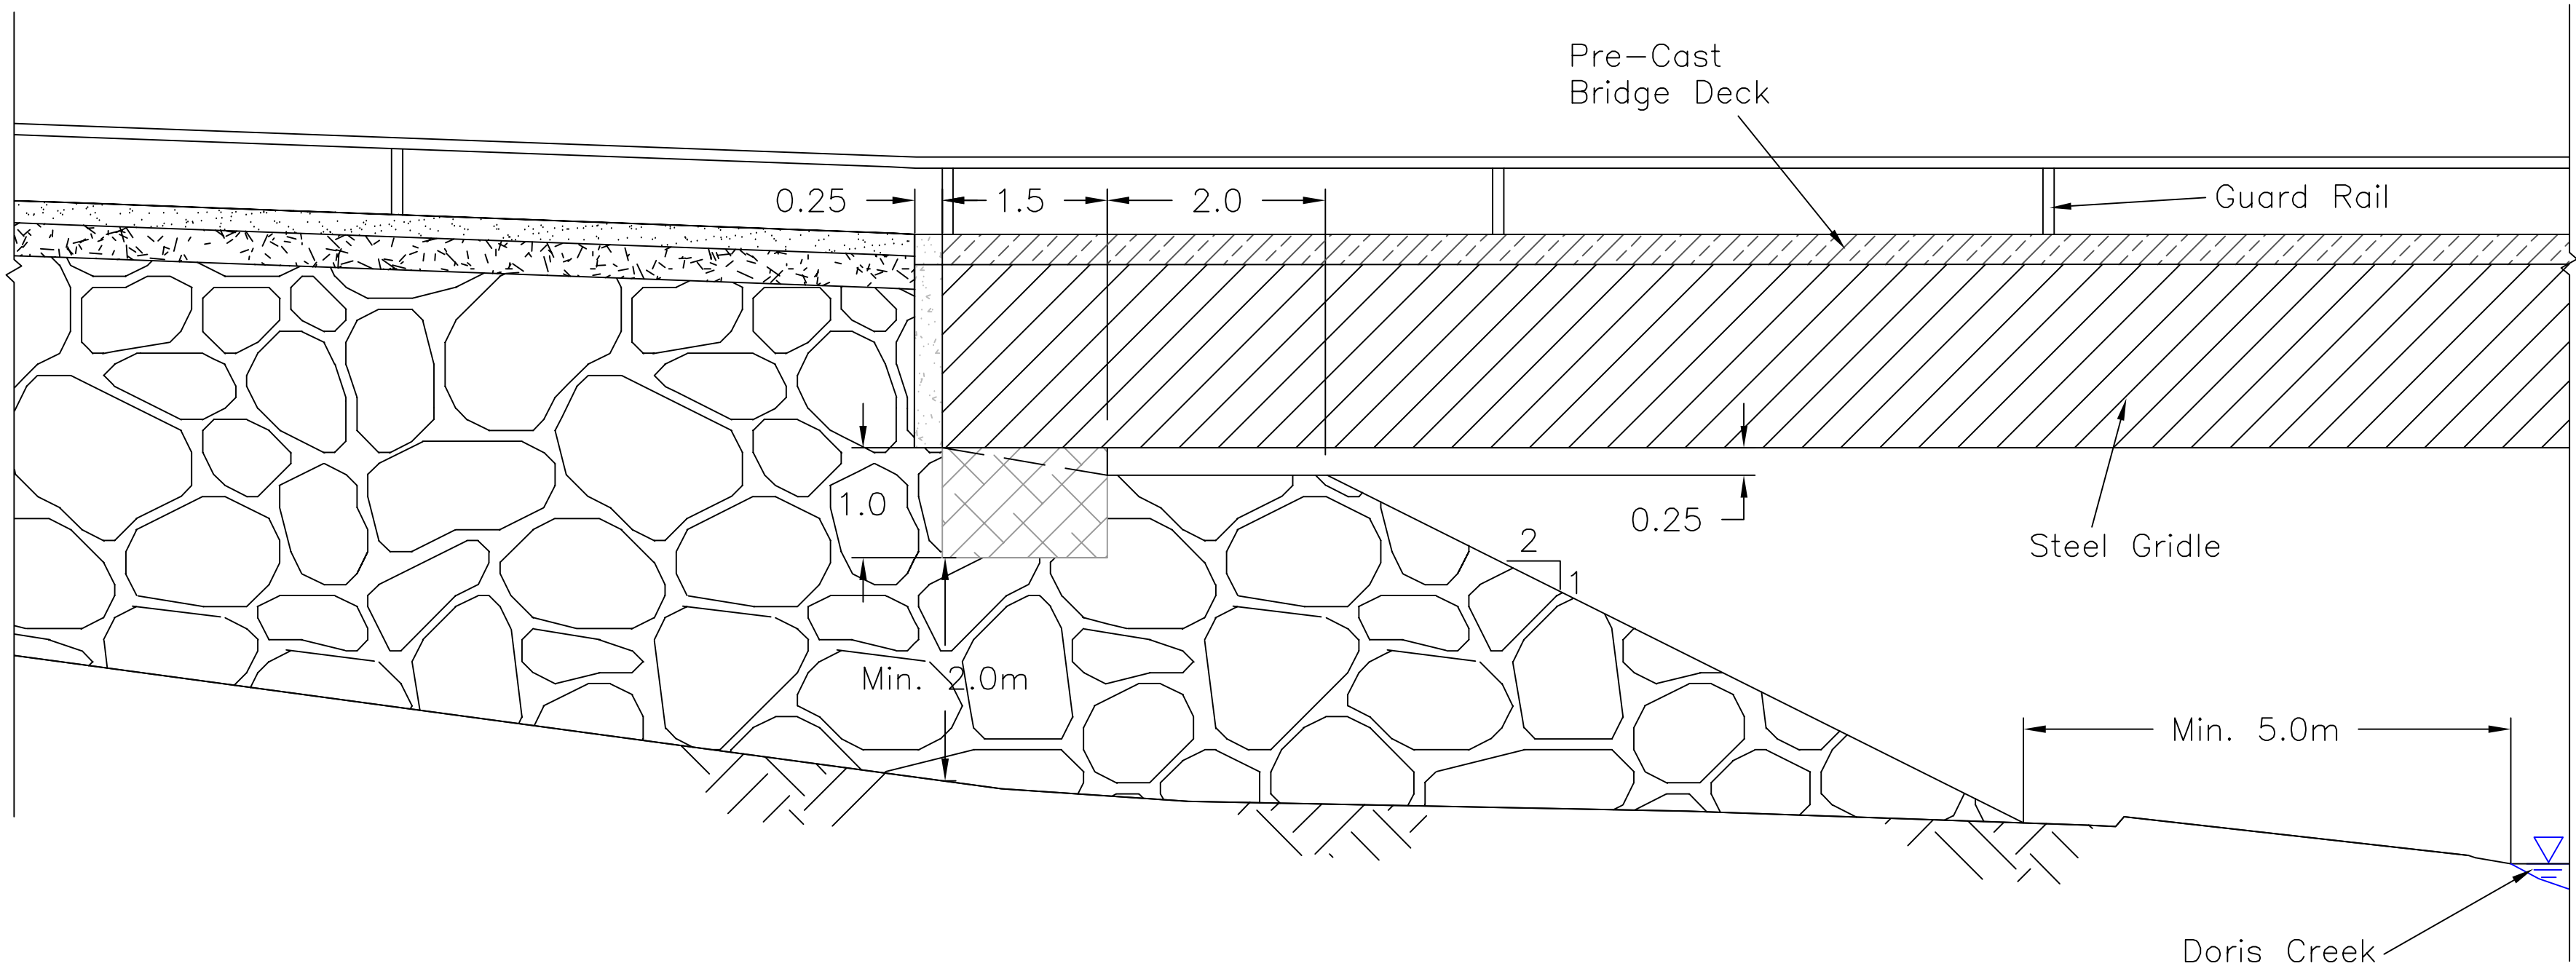 Pre-Cast
Bridge Deck
0.25
1.5
2.0
Guard Rail
1.0
0.25
2
1
Steel Gridle
Min. 2.0m
Min. 5.0m
Doris Creek